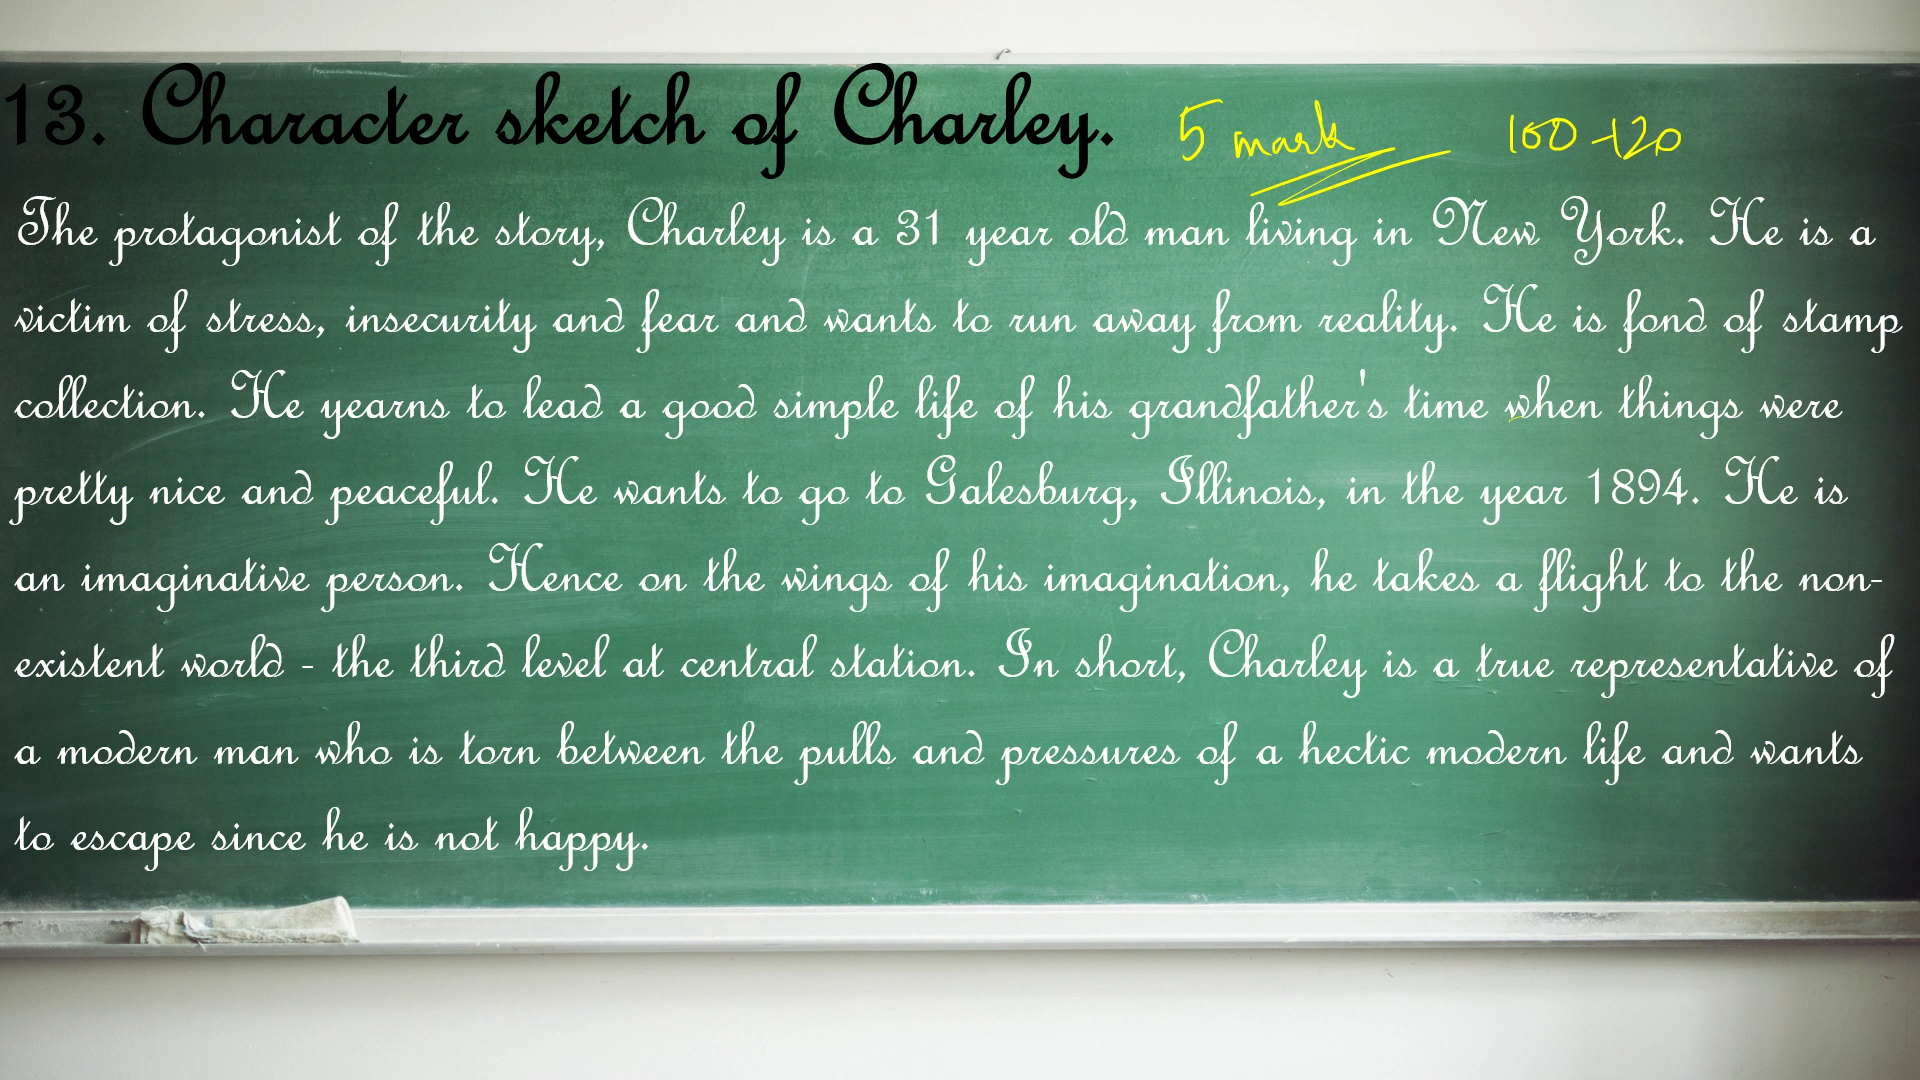 13. Character sketch of Charley. 5 mark 100-120
The protagonist of the story, Charley is a 31 year old man living in New York. He is a
victim of stress, insecurity and fear and wants to run away from reality. He is fond of stamp
collection. He yearns to lead a good simple life of his grandfather's time when things were
pretty nice and peaceful. He wants to go to Galesburg, Illinois, in the year 1894. He is
an imaginative person. Hence on the wings of his imagination, he takes a flight to the non-
existent world - the third level at central station. In short, Charley is a true representative of
a modern man who is torn between the pulls and pressures of a hectic modern life and wants
to escape since he is not happy.